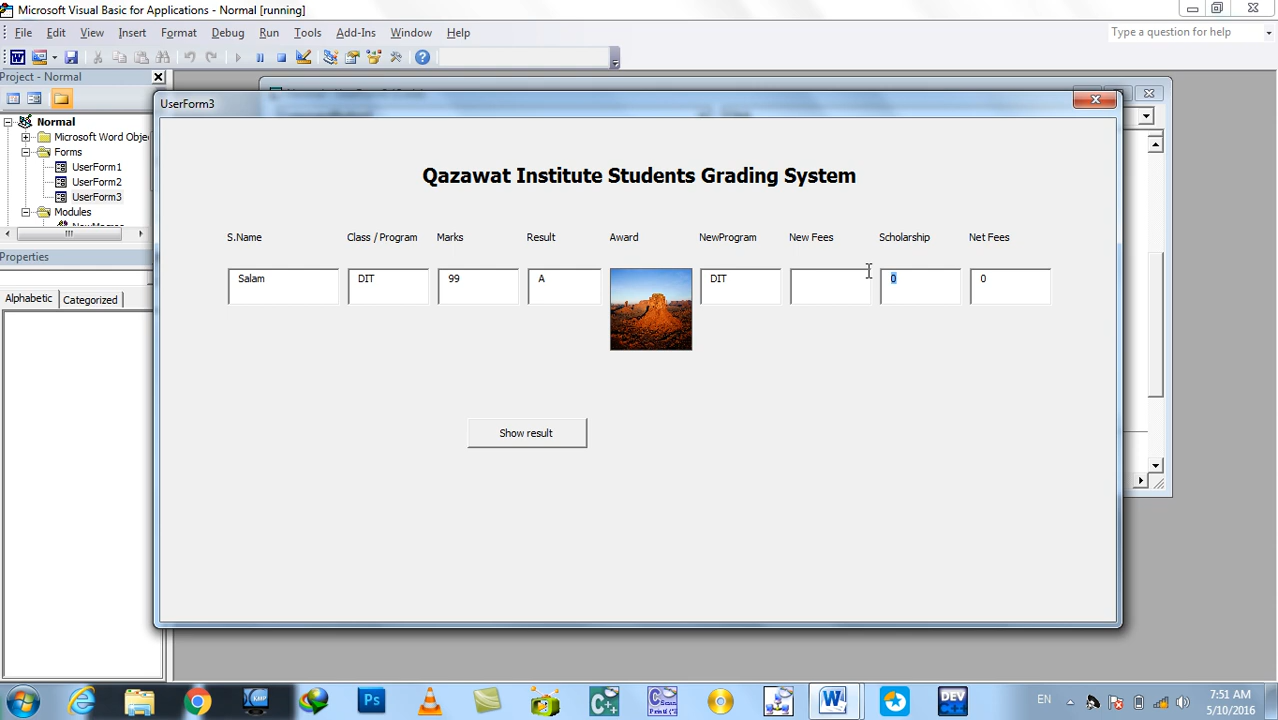 Microsoft Visual Basic for Applications - Normal [running]
File Edit View Insert Format Debug Run Tools Add-Ins Window Help
Type a question for help
Project - Normal
UserForm3
Normal
Microsoft Word Obje
Forms
UserForm1
UserForm2
UserForm3
Modules
Properties
Alphabetic Categorized
Qazawat Institute Students Grading System
S.Name Class / Program Marks Result Award NewProgram New Fees Scholarship Net Fees
Salam DIT 99 A DIT 0 0
Show result
EN
7:51 AM
5/10/2016
Ps
DEV
C++